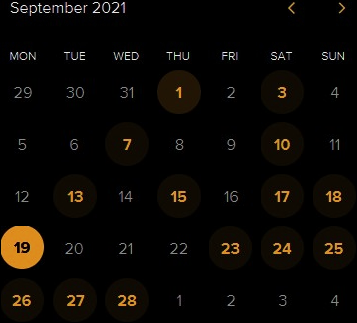 September 2021
MON TUE WED THU FRI SAT SUN
29 30 31 1 2 3 4
5 6 7 8 9 10 11
12 13 14 15 16 17 18
19 20 21 22 23 24 25
26 27 28 1 2 3 4